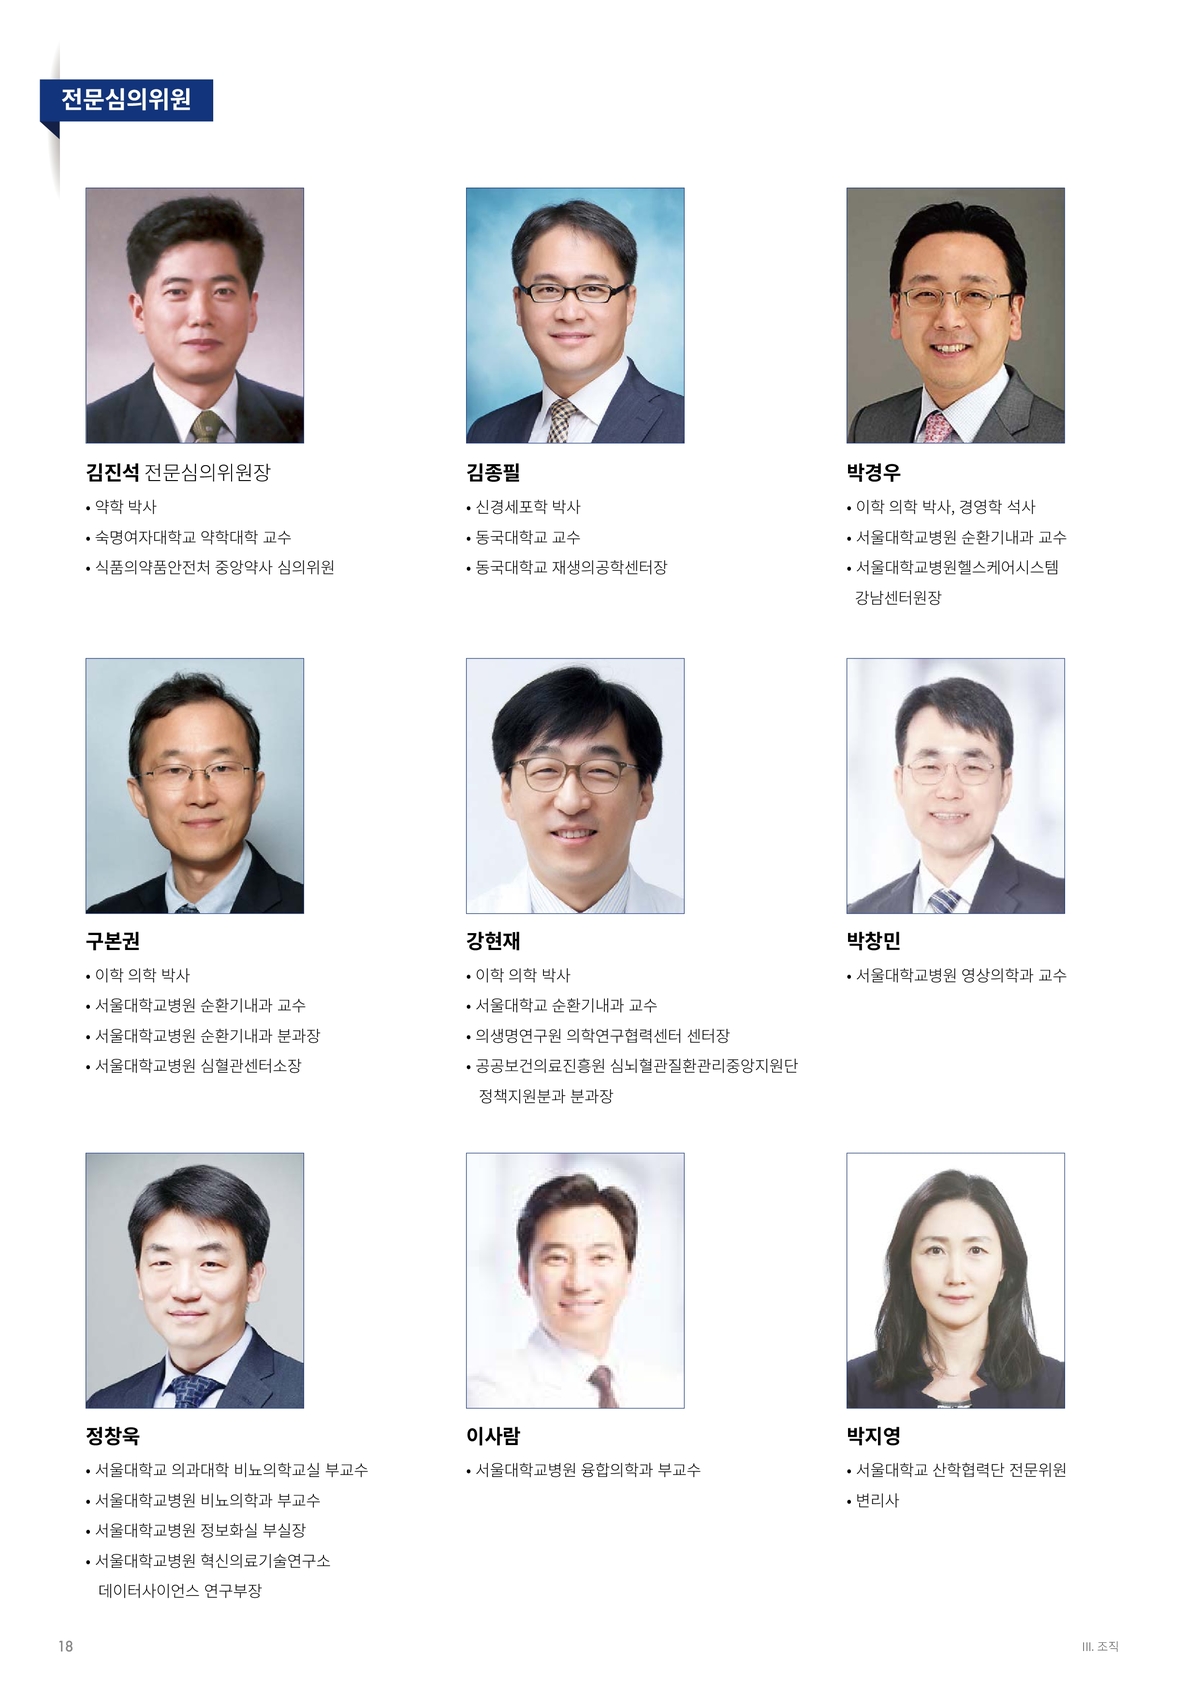 전문심의위원
김진석 전문심의위원장
• 약학 박사
• 숙명여자대학교 약학대학 교수
• 식품의약품안전처 중앙약사 심의위원
김종필
• 신경세포학 박사
• 동국대학교 교수
• 동국대학교 재생의공학센터장
박경우
• 이학 의학 박사, 경영학 석사
• 서울대학교병원 순환기내과 교수
• 서울대학교병원헬스케어시스템
강남센터원장
구본권
• 이학 의학 박사
• 서울대학교병원 순환기내과 교수
• 서울대학교병원 순환기내과 분과장
• 서울대학교병원 심혈관센터소장
강현재
• 이학 의학 박사
• 서울대학교 순환기내과 교수
• 의생명연구원 의학연구협력센터 센터장
• 공공보건의료진흥원 심뇌혈관질환관리중앙지원단
정책지원분과 분과장
박창민
• 서울대학교병원 영상의학과 교수
정창욱
• 서울대학교 의과대학 비뇨의학교실 부교수
• 서울대학교병원 비뇨의학과 부교수
• 서울대학교병원 정보화실 부실장
• 서울대학교병원 혁신의료기술연구소
데이터사이언스 연구부장
이사람
• 서울대학교병원 융합의학과 부교수
박지영
• 서울대학교 산학협력단 전문위원
• 변리사
18
III. 조직